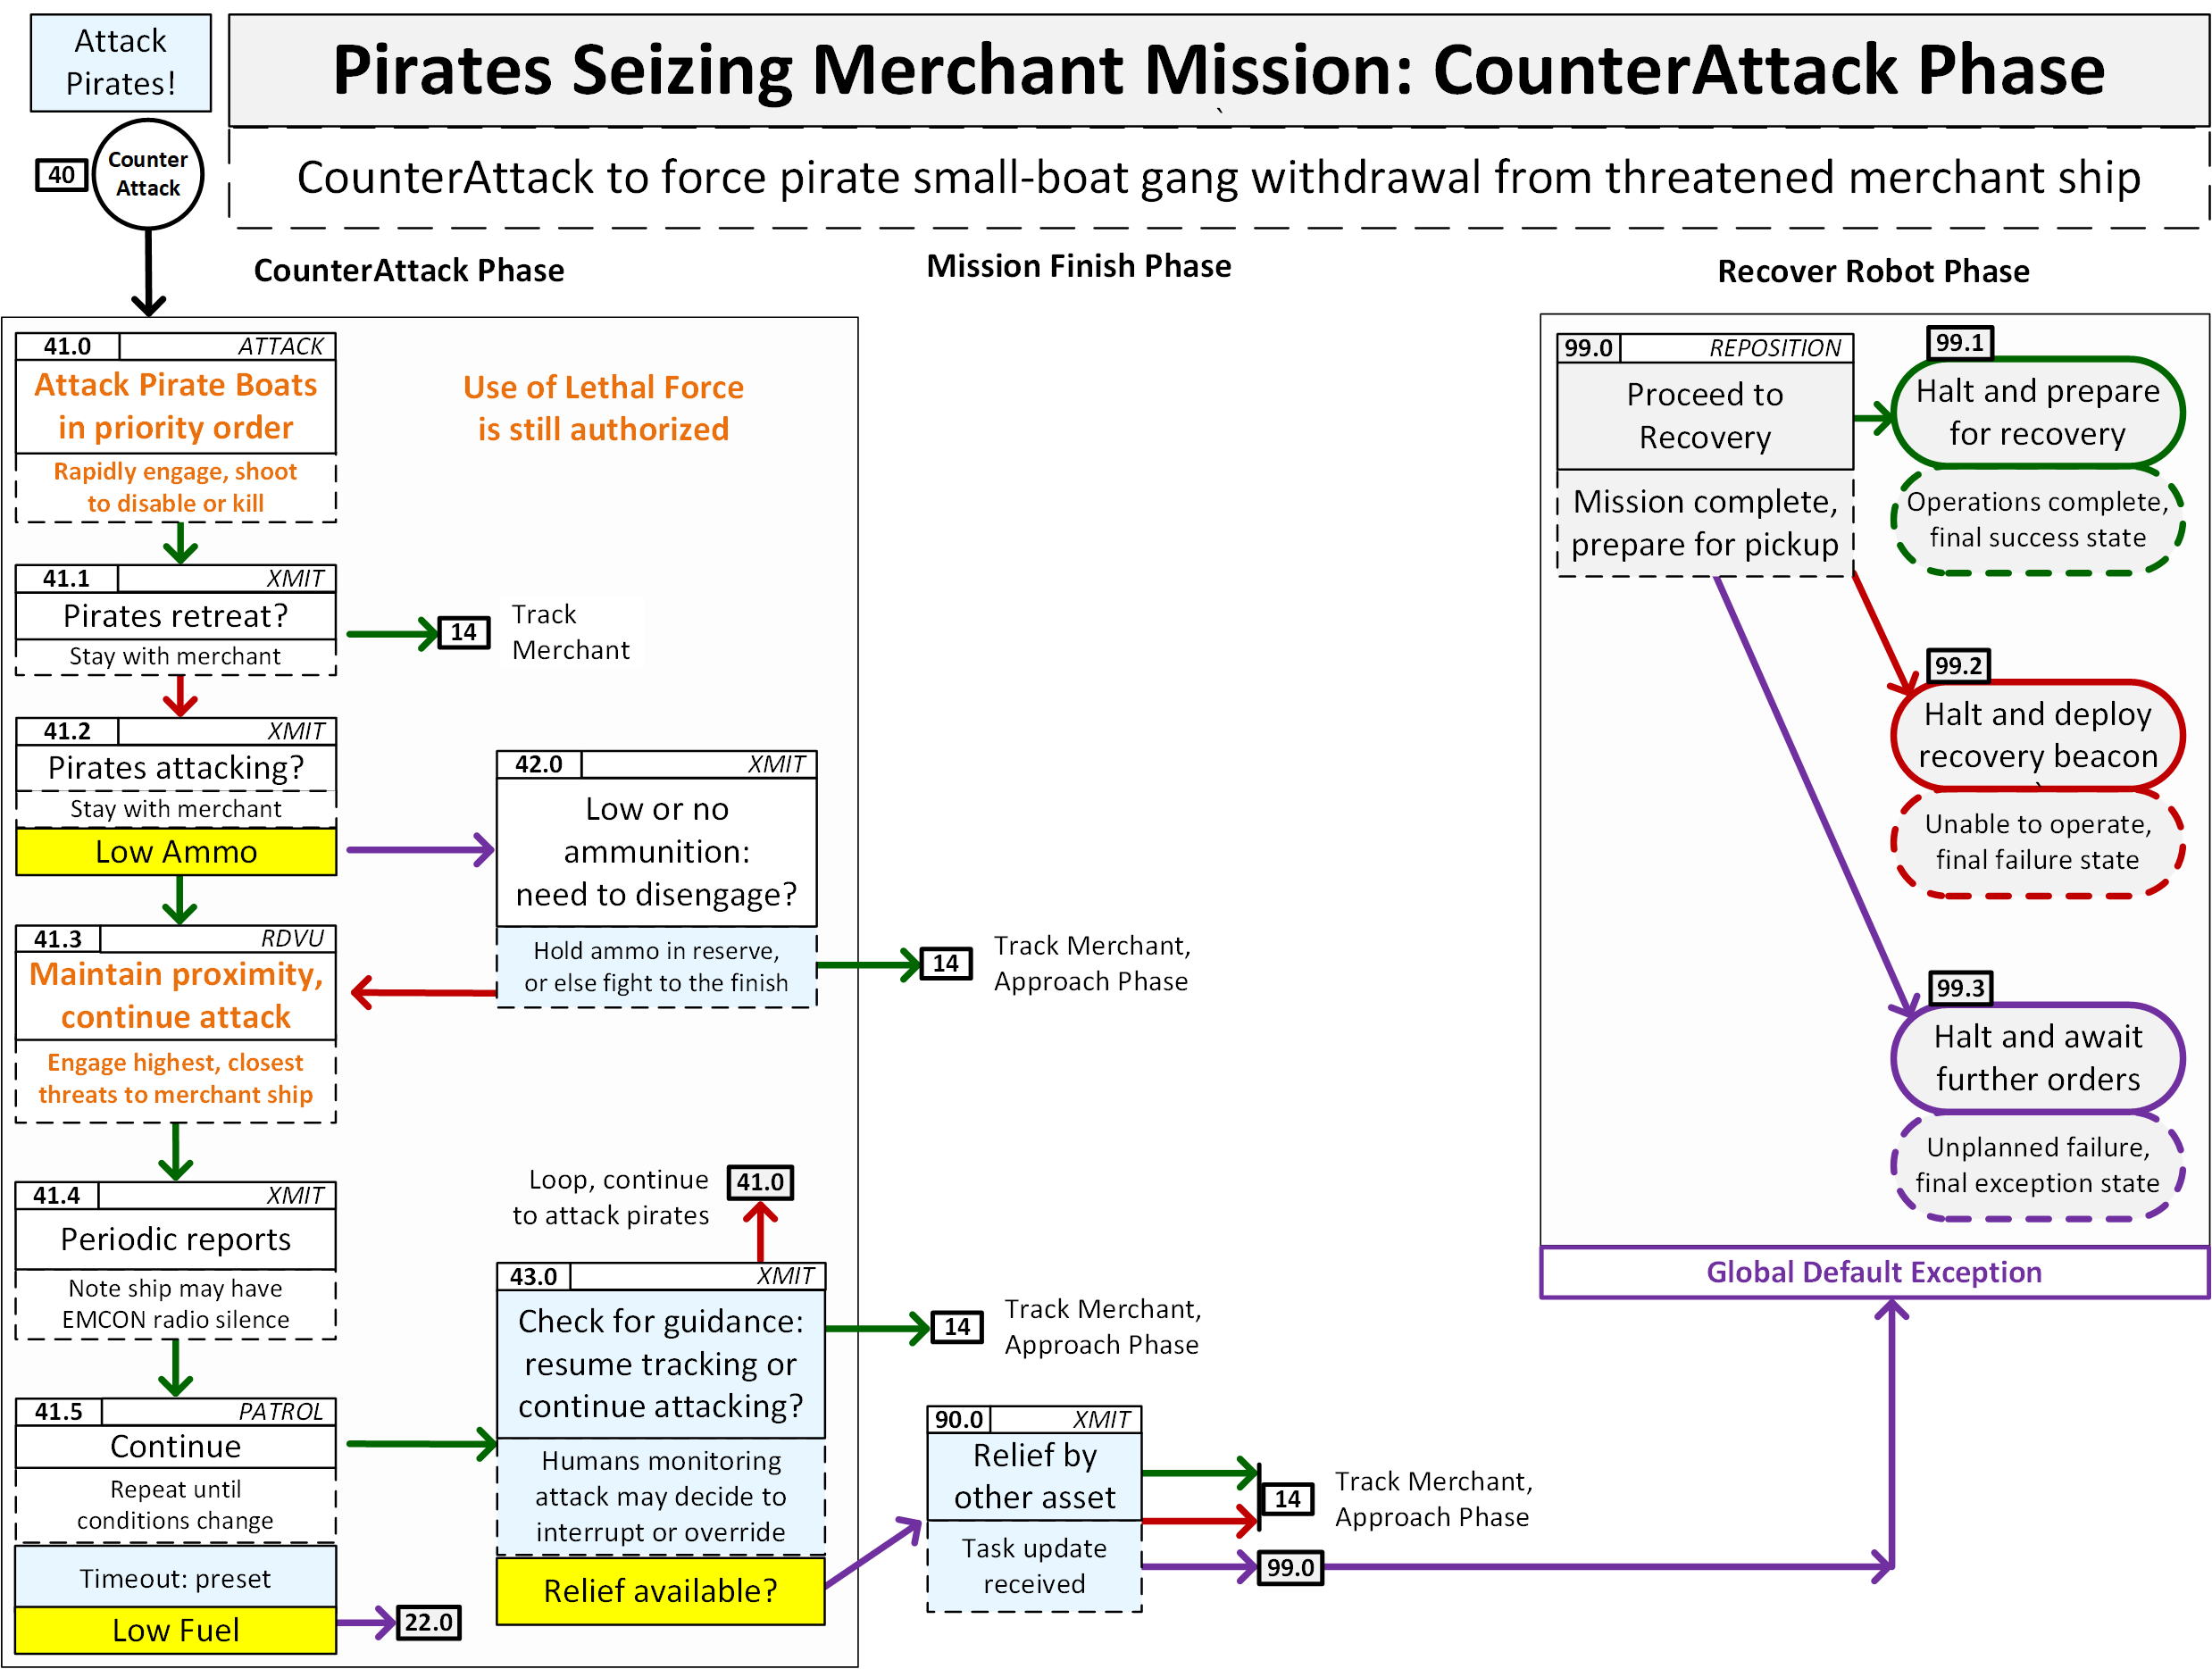 Attack
Pirates!
Pirates Seizing Merchant Mission: CounterAttack Phase
`
40
Counter
Attack
CounterAttack to force pirate small-boat gang withdrawal from threatened merchant ship
CounterAttack Phase
Mission Finish Phase
Recover Robot Phase
41.0
ATTACK
Attack Pirate Boats
in priority order
Rapidly engage, shoot
to disable or kill
Use of Lethal Force
is still authorized
41.1
XMIT
Pirates retreat?
Stay with merchant
14
Track
Merchant
41.2
XMIT
Pirates attacking?
Stay with merchant
Low Ammo
42.0
XMIT
Low or no
ammunition:
need to disengage?
Hold ammo in reserve,
or else fight to the finish
14
Track Merchant,
Approach Phase
41.3
RDVU
Maintain proximity,
continue attack
Engage highest, closest
threats to merchant ship
41.4
XMIT
Periodic reports
Note ship may have
EMCON radio silence
Loop, continue
to attack pirates
41.0
41.5
PATROL
Continue
Repeat until
conditions change
Timeout: preset
Low Fuel
22.0
43.0
XMIT
Check for guidance:
resume tracking or
continue attacking?
Humans monitoring
attack may decide to
interrupt or override
Relief available?
14
Track Merchant,
Approach Phase
90.0
XMIT
Relief by
other asset
Task update
received
14
Track Merchant,
Approach Phase
99.0
99.0
REPOSITION
Proceed to
Recovery
Mission complete,
prepare for pickup
99.1
Halt and prepare
for recovery
Operations complete,
final success state
99.2
Halt and deploy
recovery beacon
`
Unable to operate,
final failure state
99.3
Halt and await
further orders
Unplanned failure,
final exception state
Global Default Exception